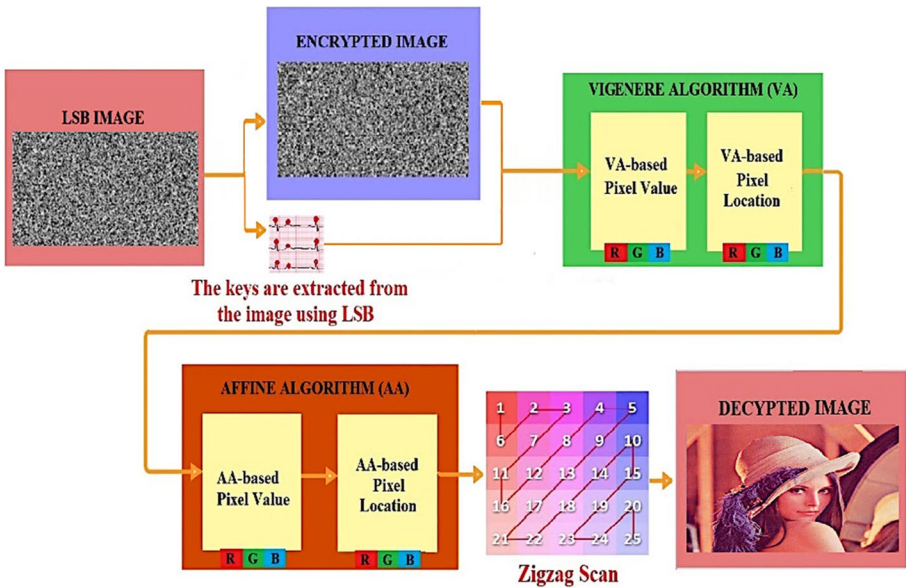 LSB IMAGE
ENCRYPTED IMAGE
The keys are extracted from
the image using LSB
VIGENERE ALGORITHM (VA)
VA-based
Pixel Value
R G B
VA-based
Pixel
Location
R G B
AFFINE ALGORITHM (AA)
AA-based
Pixel Value
R G B
AA-based
Pixel
Location
R G B
1 2 3 4 5
6 7 8 9 10
11 12 13 14 15
16 17 18 19 20
21 22 23 24 25
Zigzag Scan
DECYPTED IMAGE